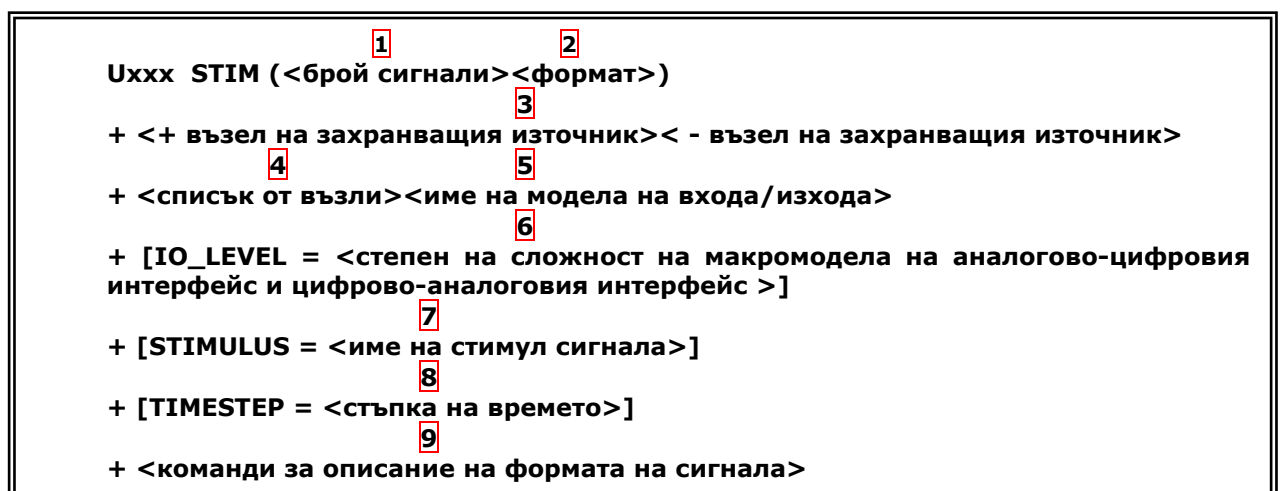 1 2
Uxxx STIM (<брой сигнали><формат>)
3
+ <+ възел на захранващия източник>< - възел на захранващия източник>
4 5
+ <списък от възли><име на модела на входа/изхода>
6
+ [IO_LEVEL = <степен на сложност на макромодела на аналогово-цифровия
интерфейс и цифрово-аналоговия интерфейс >]
7
+ [STIMULUS = <име на стимул сигнала>]
8
+ [TIMESTEP = <стъпка на времето>]
9
+ <команди за описание на формата на сигнала>